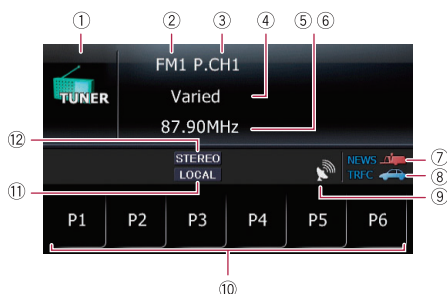 ① ② ③ ④ ⑤ ⑥
FM1 P.CH1
TUNER
Varied
87.90MHz
⑫ STEREO NEWS ⑦
LOCAL TRFC ⑧
⑪ ⑨
P1 P2 P3 P4 P5 P6
⑩